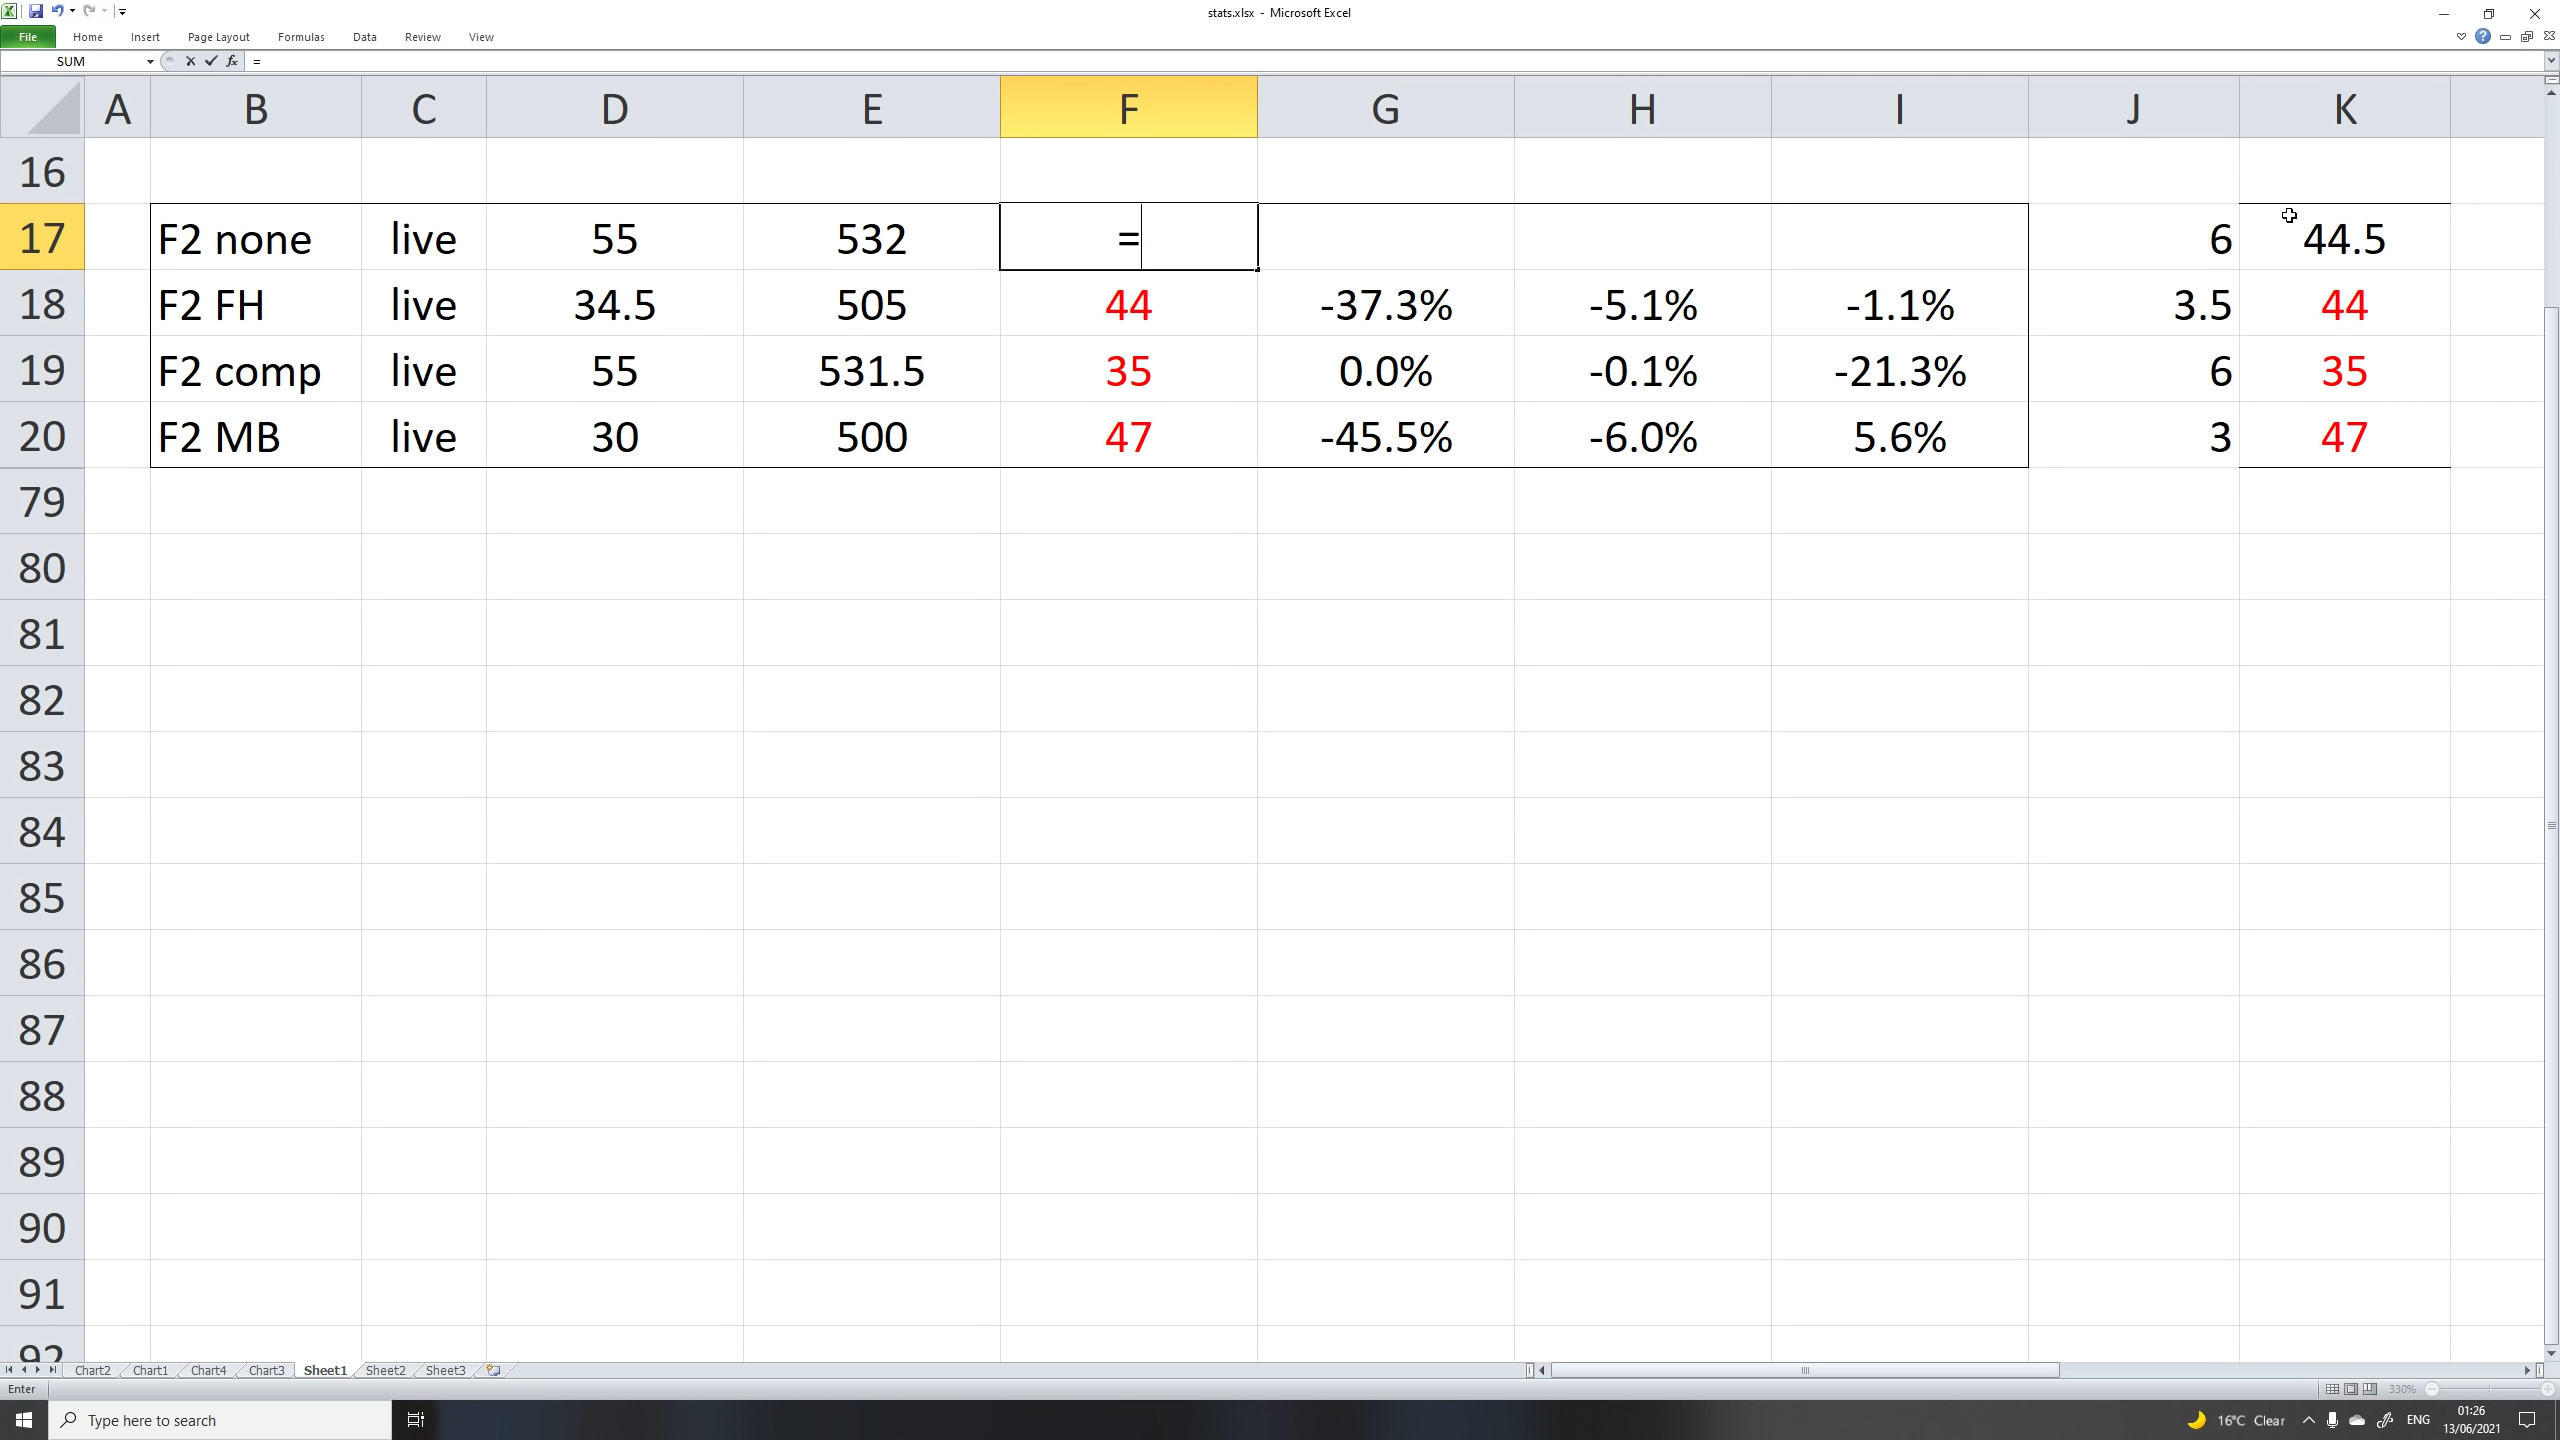 stats.xlsx - Microsoft Excel
File Home Insert Page Layout Formulas Data Review View
SUM fx =
A B C D E F G H I J K
16
17 F2 none live 55 532 = 6 44.5
18 F2 FH live 34.5 505 44 -37.3% -5.1% -1.1% 3.5 44
19 F2 comp live 55 531.5 35 0.0% -0.1% -21.3% 6 35
20 F2 MB live 30 500 47 -45.5% -6.0% 5.6% 3 47
79
80
81
82
83
84
85
86
87
88
89
90
91
92
Chart2 Chart1 Chart4 Chart3 Sheet1 Sheet2 Sheet3
Enter 330%
Type here to search 16°C Clear ENG 01:26
13/06/2021